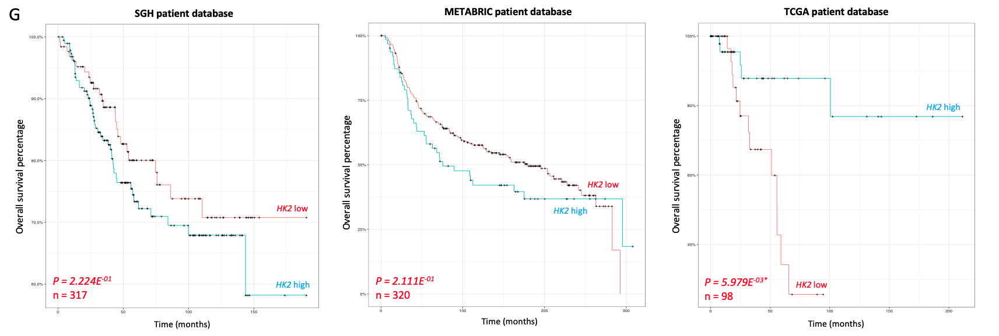 G
SGH patient database
Overall survival percentage
100.0%
90.0%
80.0%
70.0%
60.0%
HK2 low
HK2 high
P = 2.224E-01
n = 317
0
50
100
150
Time (months)
METABRIC patient database
Overall survival percentage
100%
75%
50%
25%
0%
HK2 low
HK2 high
P = 2.111E-01
n = 320
0
100
200
300
Time (months)
TCGA patient database
Overall survival percentage
100%
80%
60%
40%
HK2 high
HK2 low
P = 5.979E-03*
n = 98
0
50
100
150
200
Time (months)